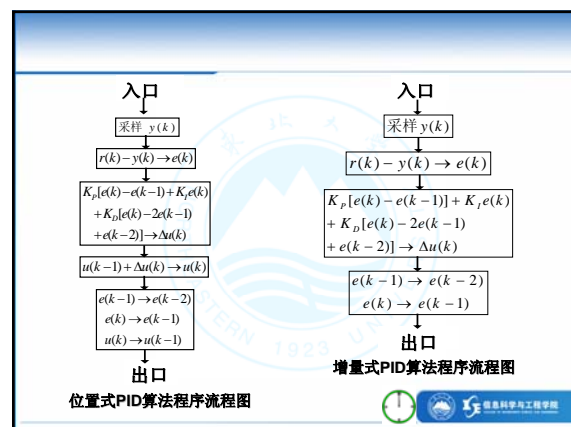 入口
采样 y(k)
r(k)-y(k)→e(k)
K_P[e(k)-e(k-1)+K_I e(k)
+K_D[e(k)-2e(k-1)
+e(k-2)]→Δu(k)
u(k-1)+Δu(k)→u(k)
e(k-1)→e(k-2)
e(k)→e(k-1)
u(k)→u(k-1)
出口
位置式PID算法程序流程图
入口
采样 y(k)
r(k)-y(k)→e(k)
K_P[e(k)-e(k-1)]+K_I e(k)
+K_D[e(k)-2e(k-1)
+e(k-2)]→Δu(k)
e(k-1)→e(k-2)
e(k)→e(k-1)
出口
增量式PID算法程序流程图
1923
信息科学与工程学院